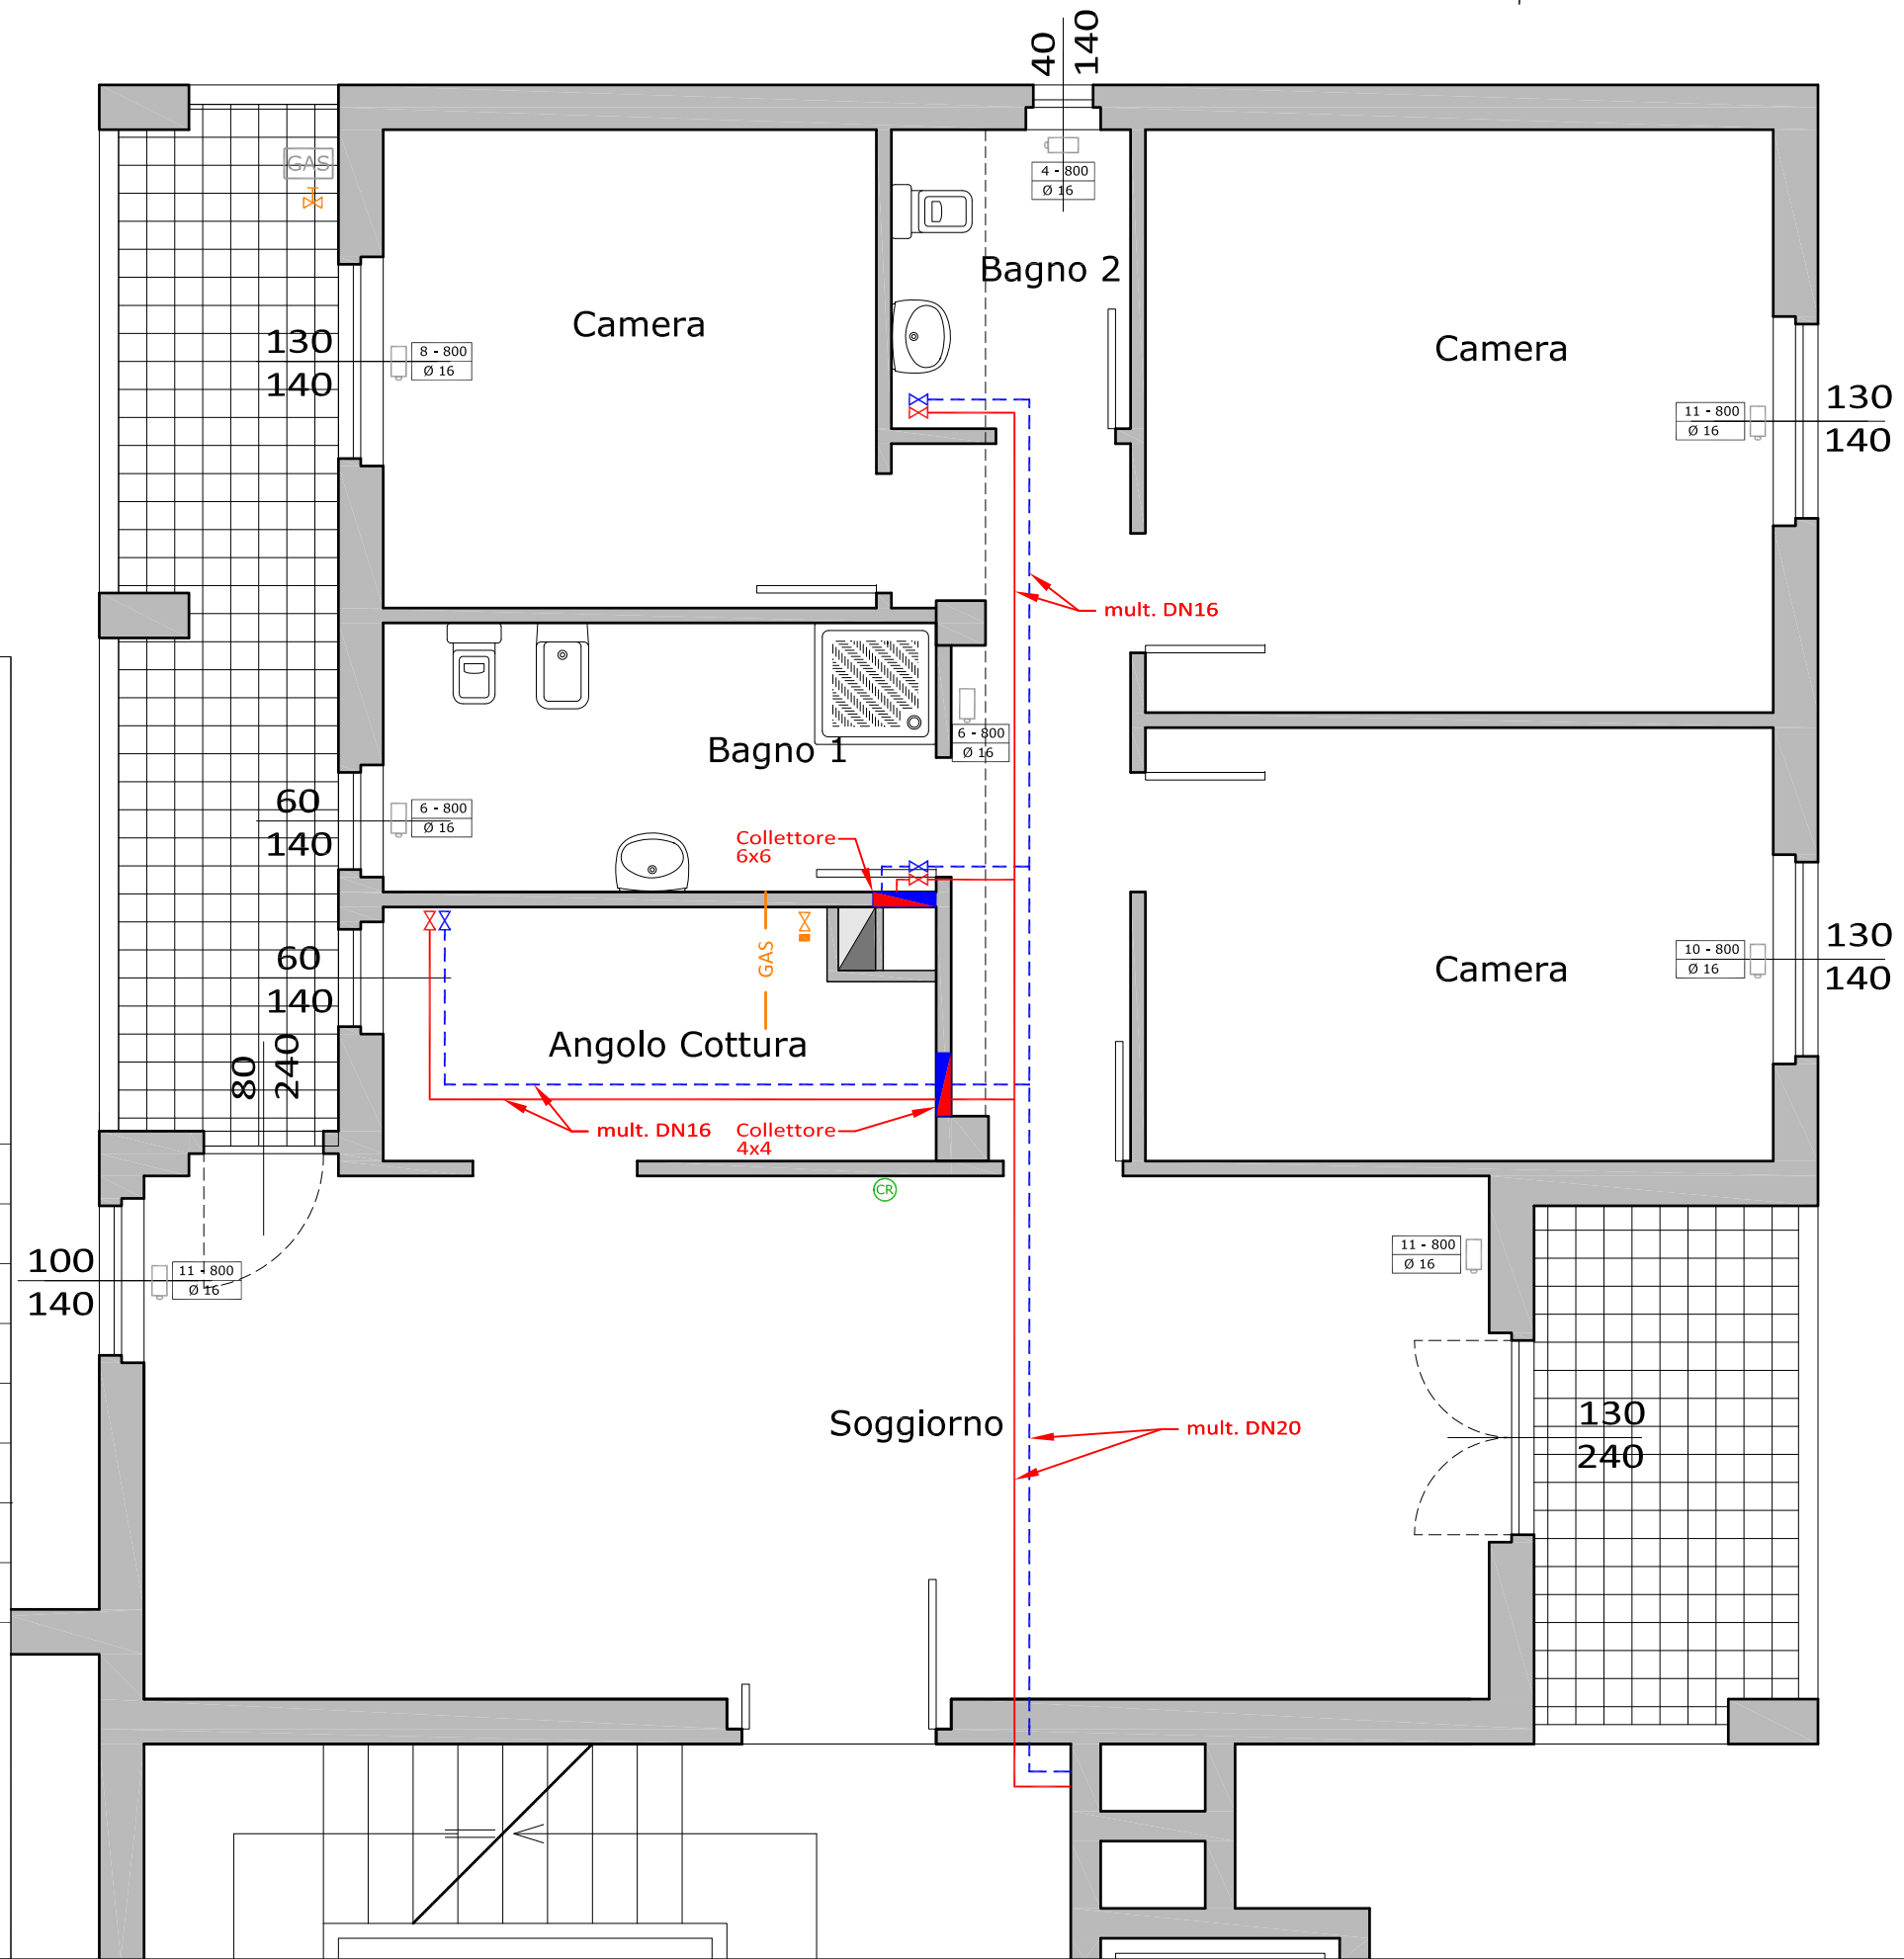 40
140
GAS
4 - 800
Ø 16
Bagno 2
Camera
130
140
8 - 800
Ø 16
Camera
11 - 800
Ø 16
130
140
mult. DN16
6 - 800
Ø 16
Bagno 1
60
140
6 - 800
Ø 16
Collettore
6x6
60
140
GAS
Camera
10 - 800
Ø 16
130
140
Angolo Cottura
80
240
mult. DN16
Collettore
4x4
CR
100
140
11 - 800
Ø 16
11 - 800
Ø 16
Soggiorno
mult. DN20
130
240